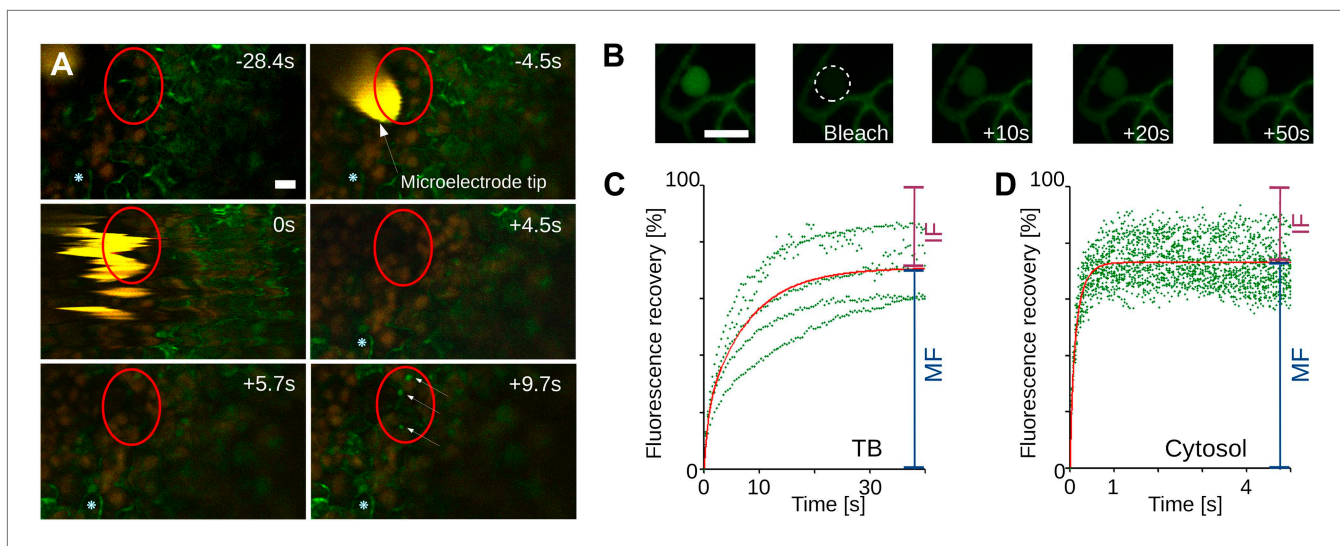 A
-28.4s
-4.5s
Microelectrode tip
*
*
0s
+4.5s
*
+5.7s
+9.7s
*
*
B
Bleach
+10s
+20s
+50s
C
100
Fluorescence recovery [%]
IF
MF
TB
0
0 10 30
Time [s]
D
100
Fluorescence recovery [%]
IF
MF
Cytosol
0
0 1 4
Time [s]